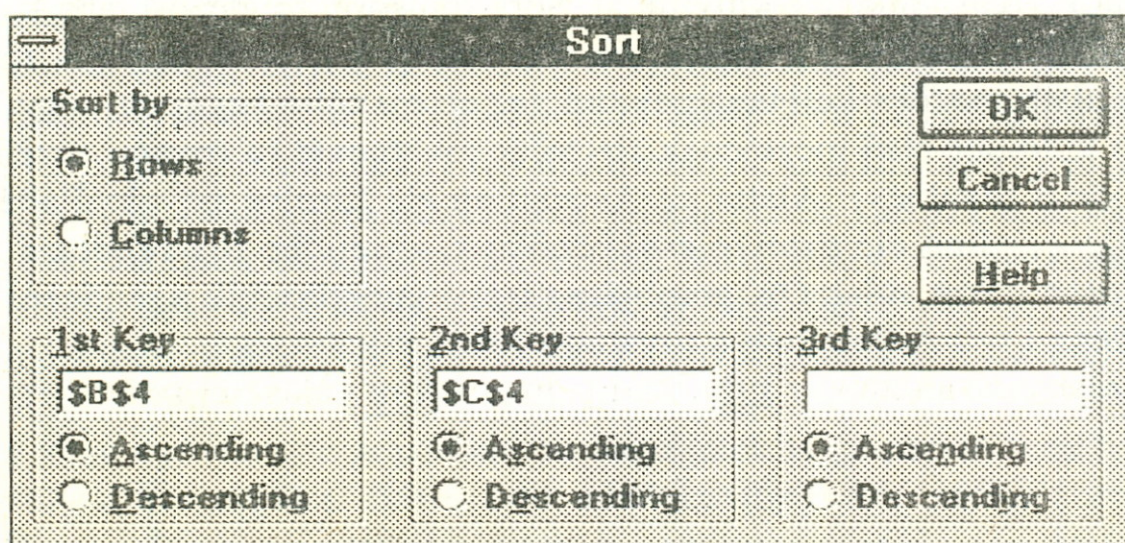 Sort
Sort by
Rows
Columns
OK
Cancel
Help
1st Key
$B$4
Ascending
Descending
2nd Key
$C$4
Ascending
Descending
3rd Key
Ascending
Descending